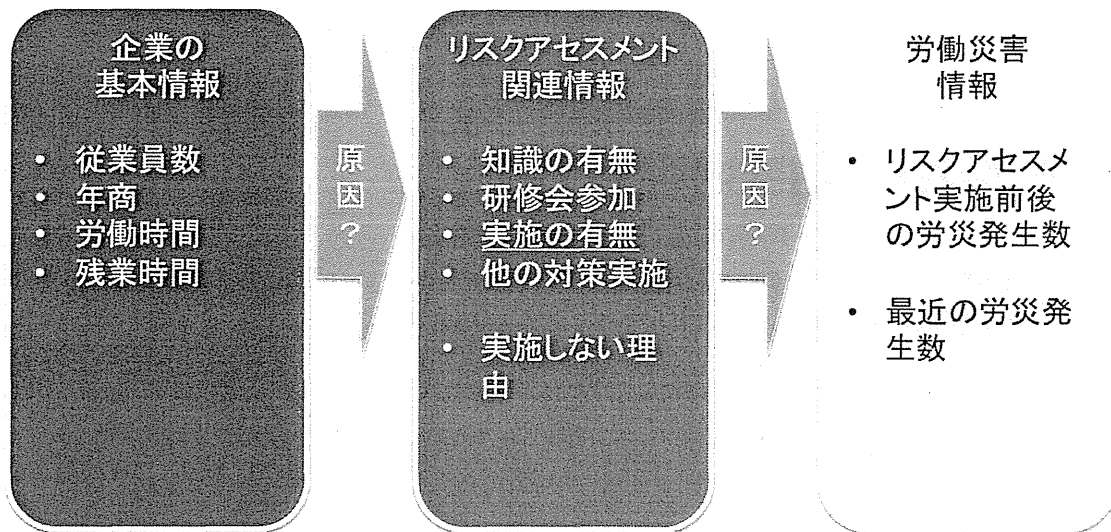 企業の
基本情報
• 従業員数
• 年商
• 労働時間
• 残業時間
原
因
?
リスクアセスメント
関連情報
• 知識の有無
• 研修会参加
• 実施の有無
• 他の対策実施
• 実施しない理
由
原
因
?
労働災害
情報
• リスクアセスメ
ント実施前後
の労災発生数
• 最近の労災発
生数